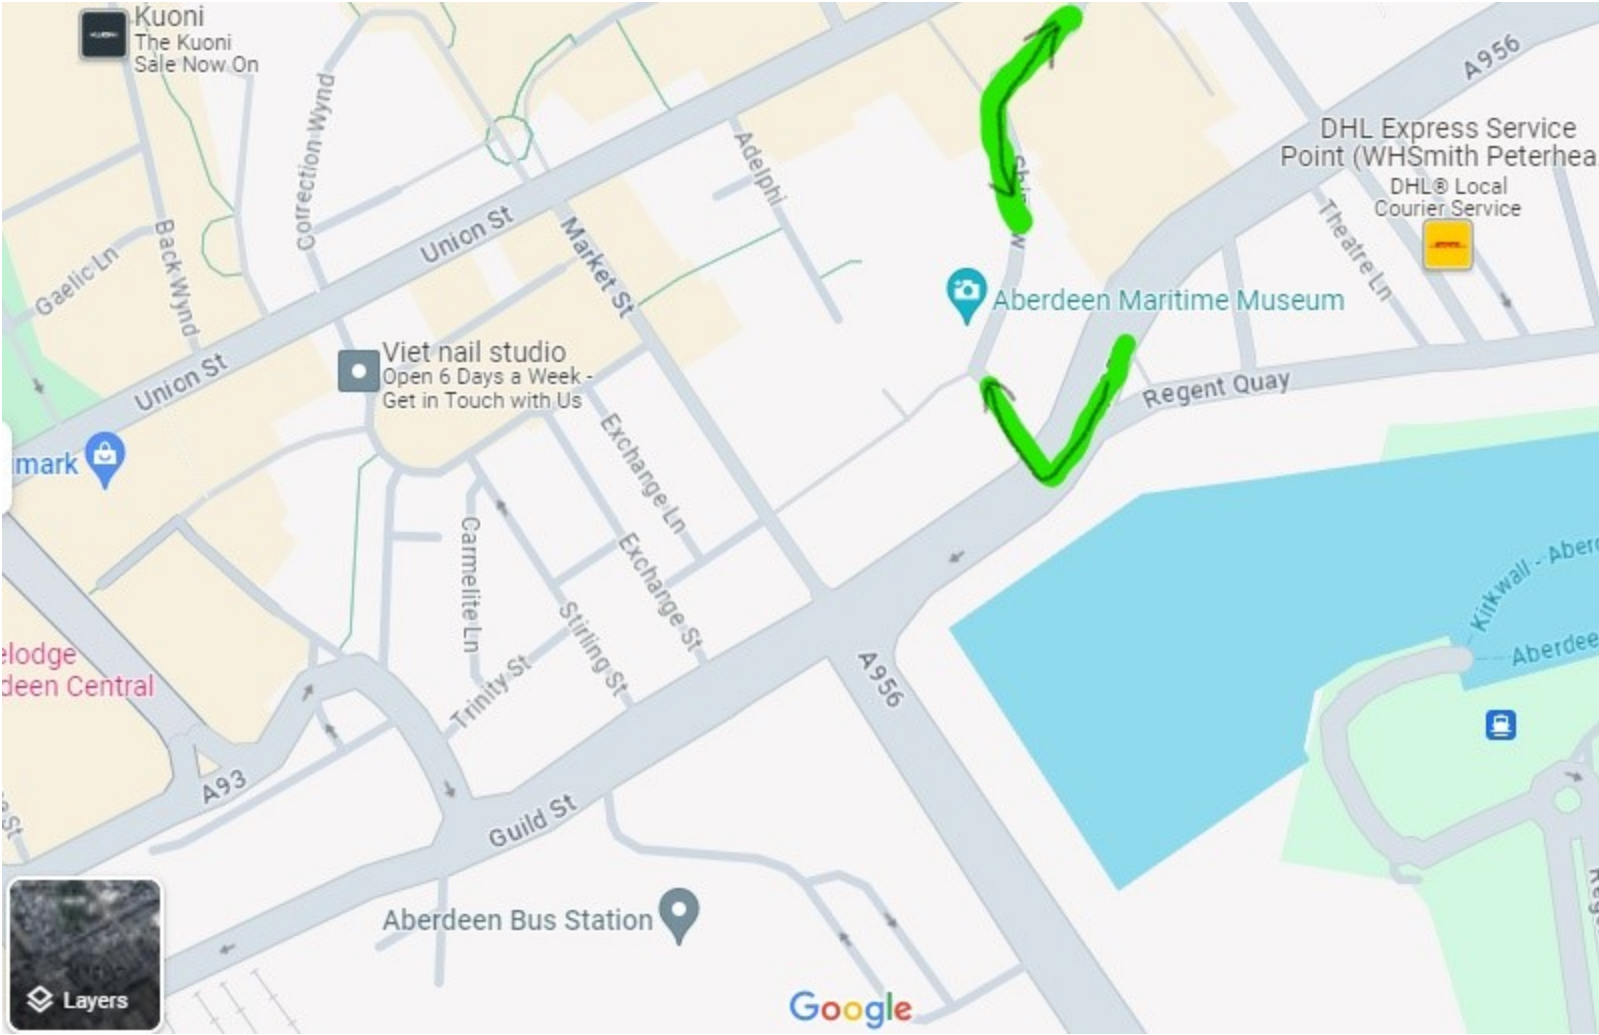 Kuoni
The Kuoni
Sale Now On
A956
DHL Express Service
Point (WHSmith Peterhea
DHL® Local
Courier Service
Correction Wynd
Adelphi
Union St
Market St
Back Wynd
Gaelic Ln
Theatre Ln
Aberdeen Maritime Museum
Viet nail studio
Open 6 Days a Week -
Get in Touch with Us
Union St
Regent Quay
imark
Exchange Ln
Carmelite Ln
Exchange St
Stirling St
Trinity St
A956
Kirkwall - Aber
Aberdee
elodge
deen Central
A93
Guild St
St
Aberdeen Bus Station
Layers
Google